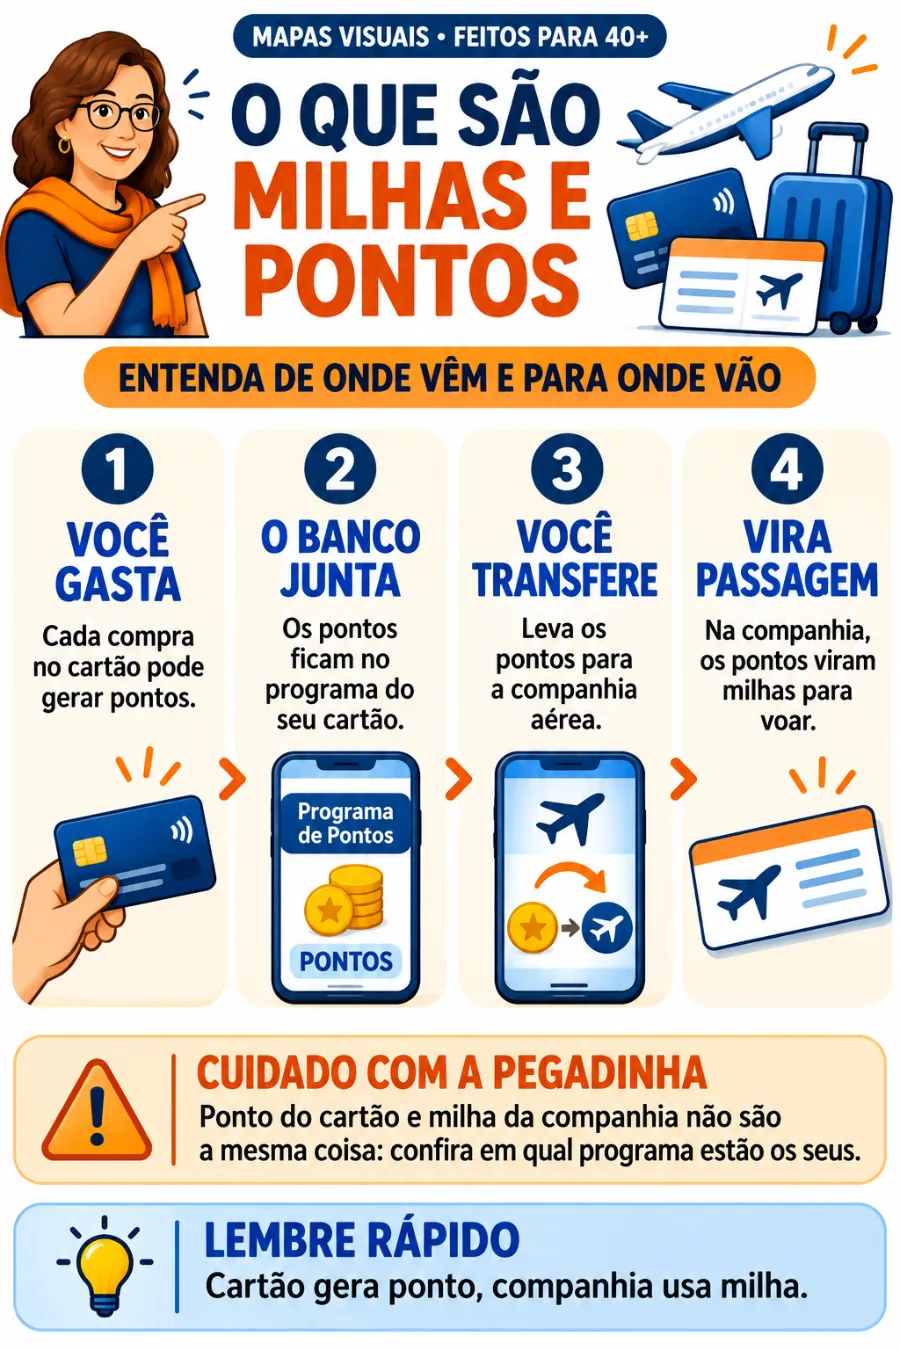 MAPAS VISUAIS • FEITOS PARA 40+
O QUE SÃO
MILHAS E
PONTOS
ENTENDA DE ONDE VÊM E PARA ONDE VÃO
1
VOCÊ
GASTA
Cada compra
no cartão pode
gerar pontos.
2
O BANCO
JUNTA
Os pontos
ficam no
programa do
seu cartão.
Programa
de Pontos
PONTOS
3
VOCÊ
TRANSFERE
Leva os
pontos para
a companhia
aérea.
4
VIRA
PASSAGEM
Na companhia,
os pontos viram
milhas para
voar.
CUIDADO COM A PEGADINHA
Ponto do cartão e milha da companhia não são
a mesma coisa: confira em qual programa estão os seus.
LEMBRE RÁPIDO
Cartão gera ponto, companhia usa milha.